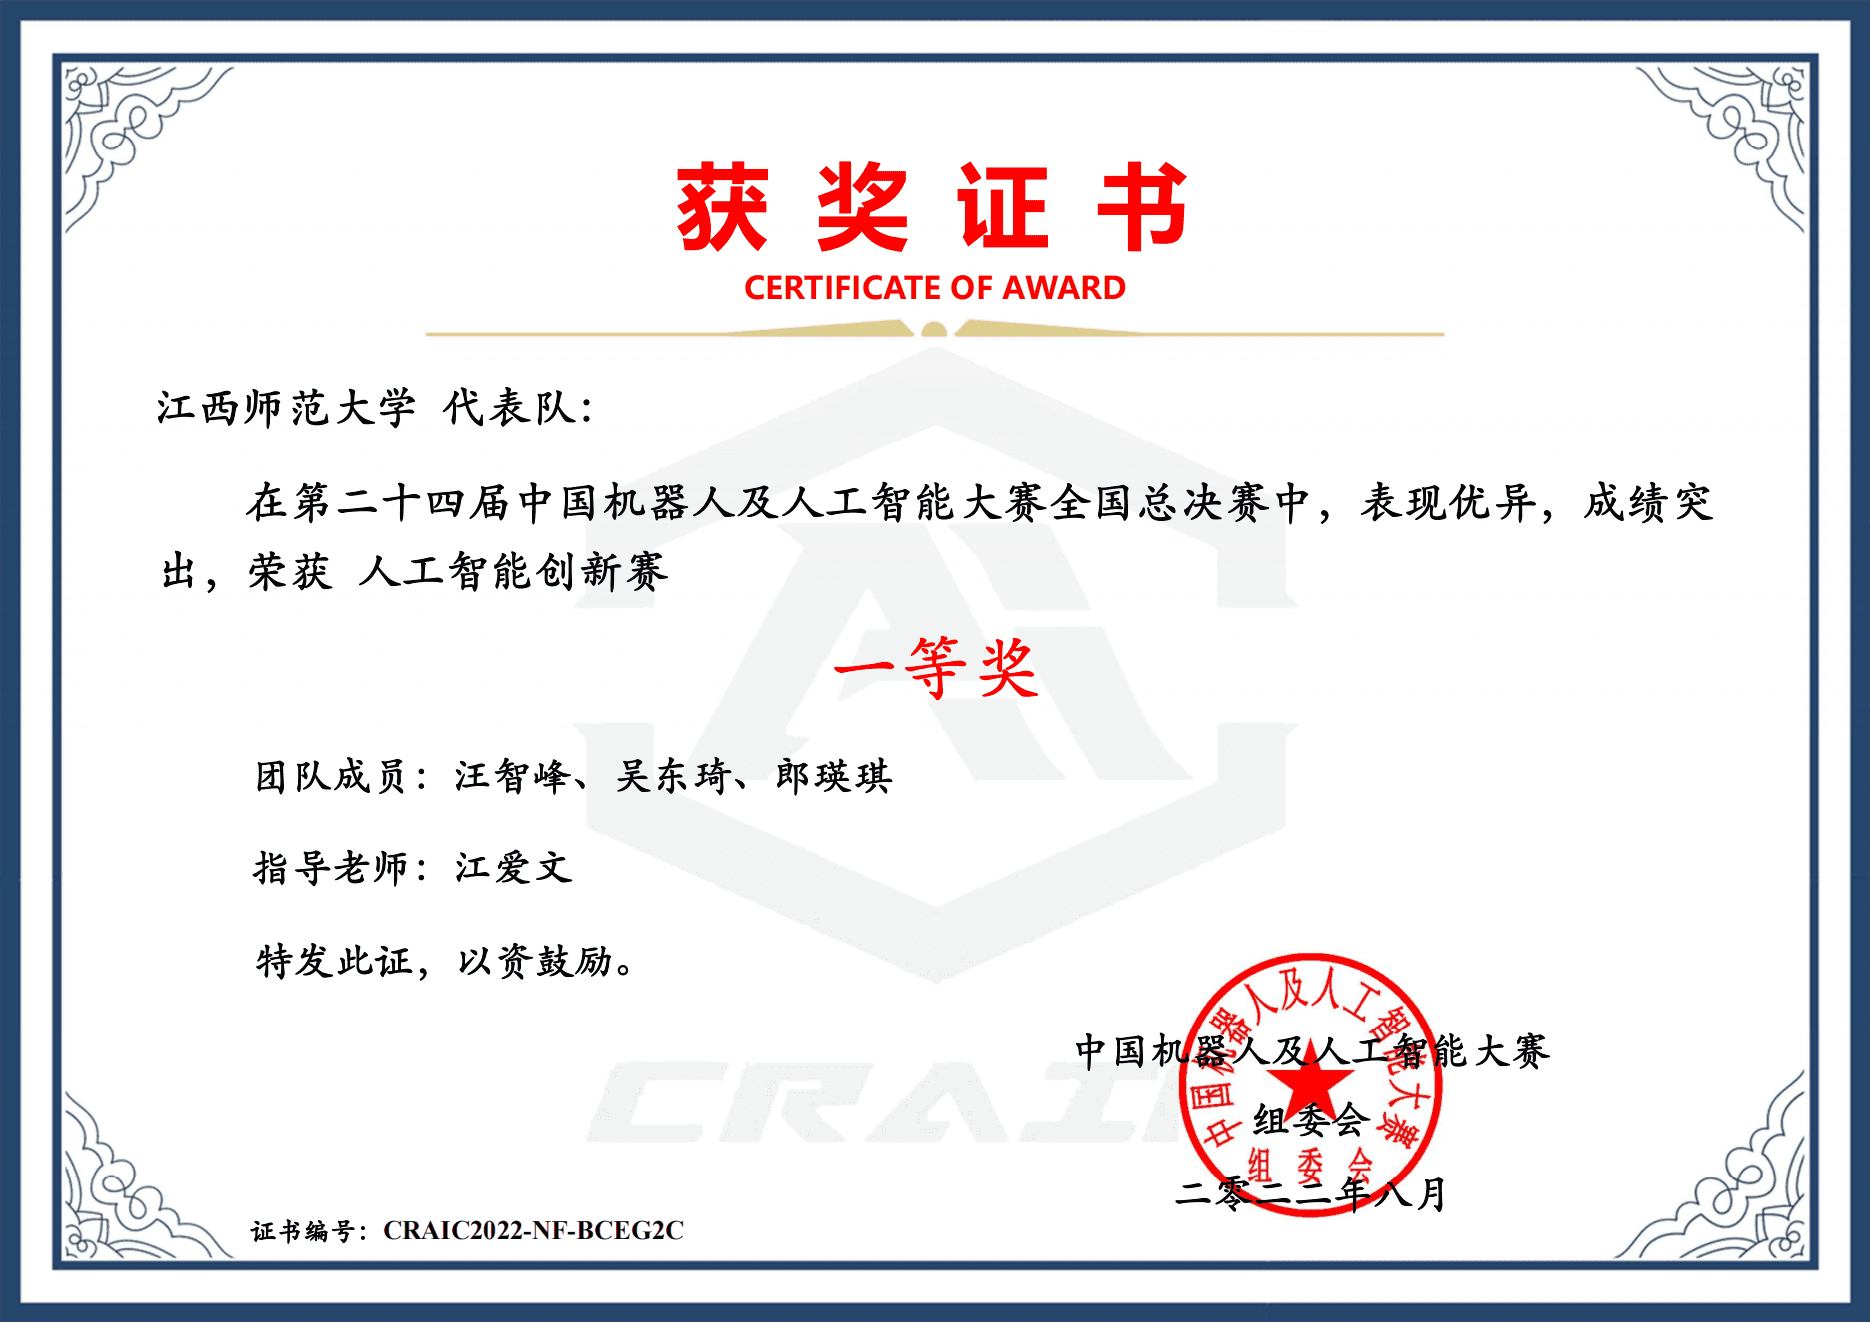 获奖证书
CERTIFICATE OF AWARD
江西师范大学 代表队：
在第二十四届中国机器人及人工智能大赛全国总决赛中，表现优异，成绩突
出，荣获 人工智能创新赛
一等奖
团队成员：汪智峰、吴东琦、郎瑛琪
指导老师：江爱文
特发此证，以资鼓励。
中国机器人及人工智能大赛
组委会
二零二二年八月
中国机器人及人工智能大赛
组委会
证书编号：CRAIC2022-NF-BCEG2C
CRAIC